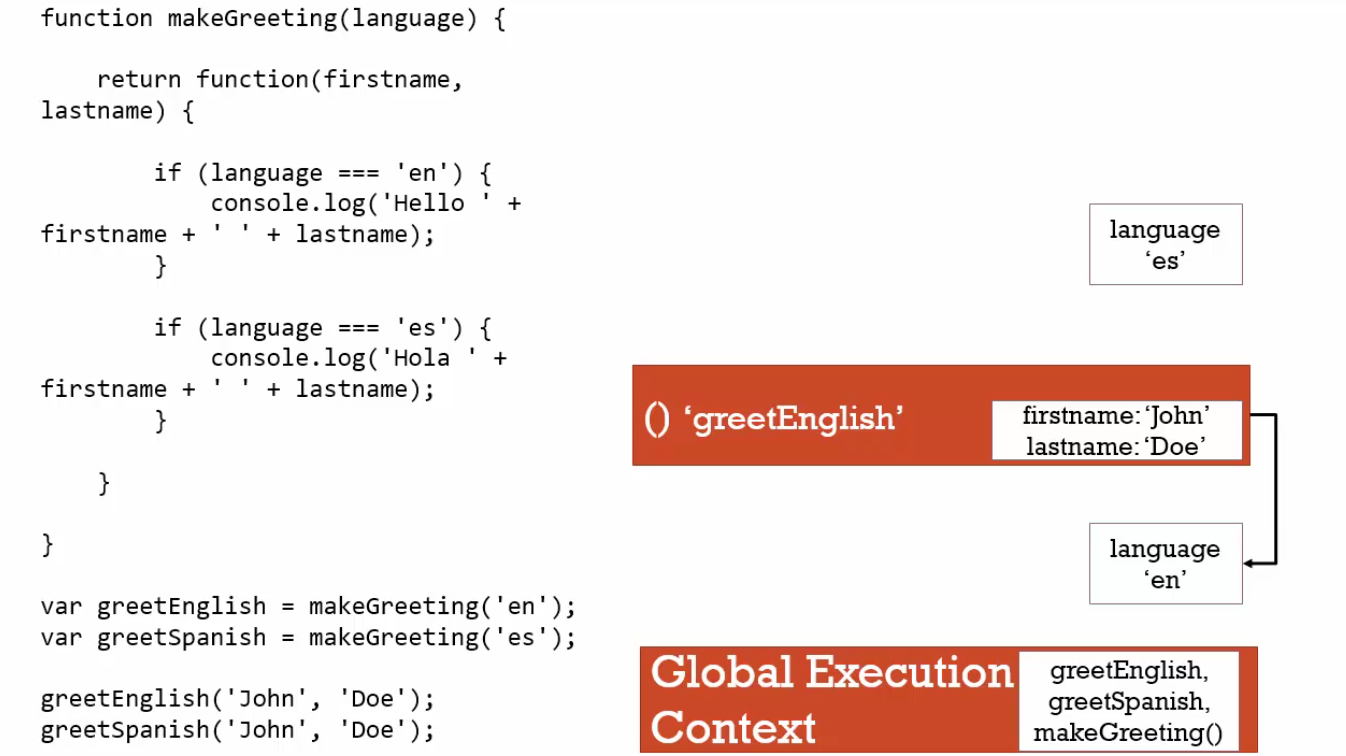 function makeGreeting(language) {
return function(firstname,
lastname) {
if (language === 'en') {
console.log('Hello ' +
firstname + ' ' + lastname);
}
if (language === 'es') {
console.log('Hola ' +
firstname + ' ' + lastname);
}
}
}
var greetEnglish = makeGreeting('en');
var greetSpanish = makeGreeting('es');
greetEnglish('John', 'Doe');
greetSpanish('John', 'Doe');
language
‘es’
() ‘greetEnglish’
firstname: ‘John’
lastname: ‘Doe’
language
‘en’
Global Execution
Context
greetEnglish,
greetSpanish,
makeGreeting()